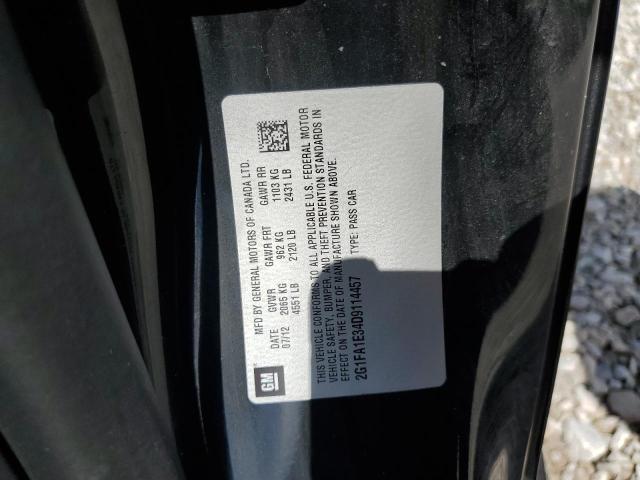 GM
MFD BY GENERAL MOTORS OF CANADA LTD.
DATE GVWR GAWR FRT GAWR RR
07/12 2065 KG 962 KG 1103 KG
4551 LB 2120 LB 2431 LB
THIS VEHICLE CONFORMS TO ALL APPLICABLE U.S. FEDERAL MOTOR
VEHICLE SAFETY, BUMPER, AND THEFT PREVENTION STANDARDS IN
EFFECT ON THE DATE OF MANUFACTURE SHOWN ABOVE.
2G1FA1E34D9114457 TYPE: PASS CAR